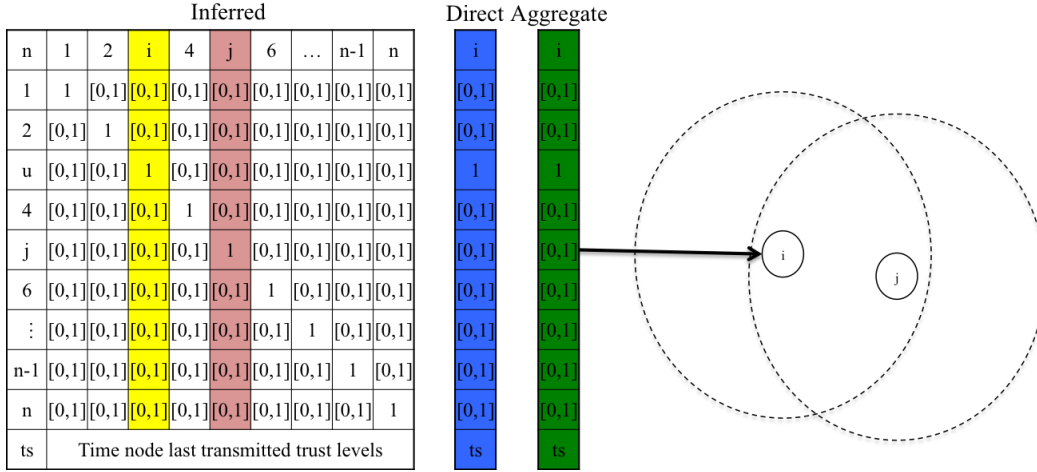 Inferred Direct Aggregate
n 1 2 i 4 j 6 ... n-1 n i i
1 1 [0,1] [0,1] [0,1] [0,1] [0,1] [0,1] [0,1] [0,1] [0,1] [0,1]
2 [0,1] 1 [0,1] [0,1] [0,1] [0,1] [0,1] [0,1] [0,1] [0,1] [0,1]
u [0,1] [0,1] 1 [0,1] [0,1] [0,1] [0,1] [0,1] [0,1] 1 1
4 [0,1] [0,1] [0,1] 1 [0,1] [0,1] [0,1] [0,1] [0,1] [0,1] [0,1]
j [0,1] [0,1] [0,1] [0,1] 1 [0,1] [0,1] [0,1] [0,1] [0,1] [0,1] i j
6 [0,1] [0,1] [0,1] [0,1] [0,1] 1 [0,1] [0,1] [0,1] [0,1] [0,1]
⋮ [0,1] [0,1] [0,1] [0,1] [0,1] [0,1] 1 [0,1] [0,1] [0,1] [0,1]
n-1 [0,1] [0,1] [0,1] [0,1] [0,1] [0,1] [0,1] 1 [0,1] [0,1] [0,1]
n [0,1] [0,1] [0,1] [0,1] [0,1] [0,1] [0,1] [0,1] 1 [0,1] [0,1]
ts Time node last transmitted trust levels ts ts